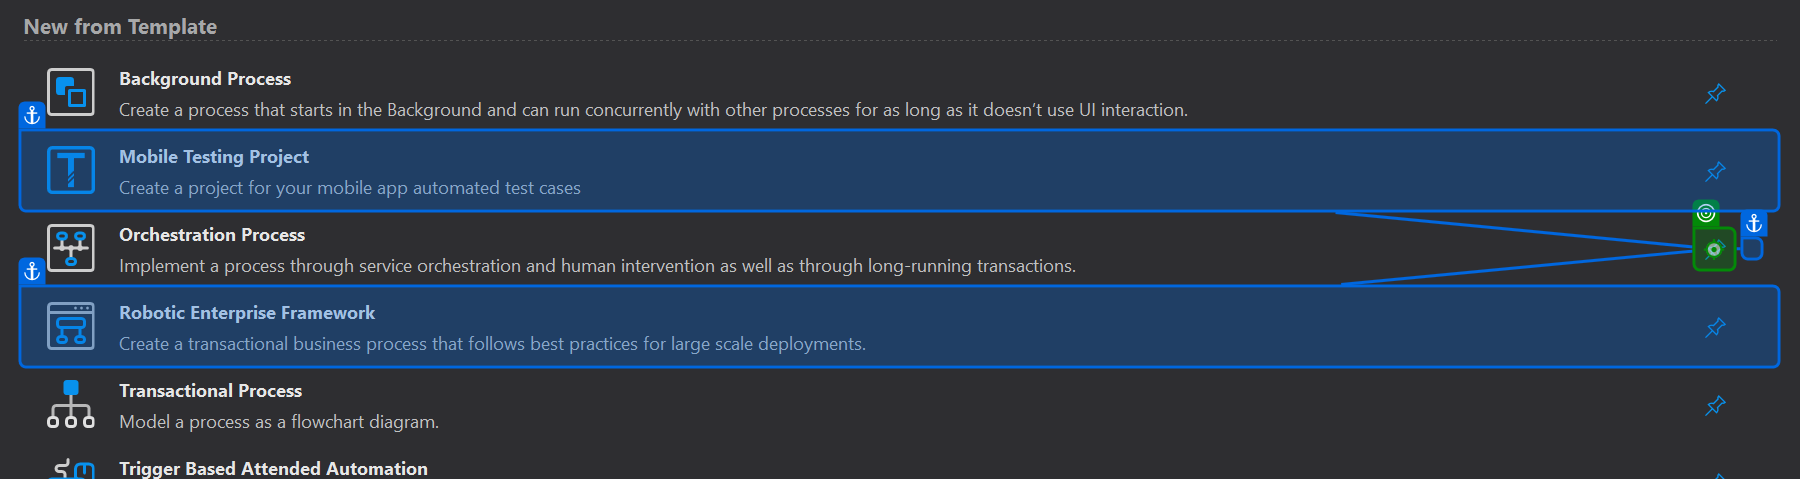 New from Template
Background Process
Create a process that starts in the Background and can run concurrently with other processes for as long as it doesn’t use UI interaction.
Mobile Testing Project
Create a project for your mobile app automated test cases
Orchestration Process
Implement a process through service orchestration and human intervention as well as through long-running transactions.
Robotic Enterprise Framework
Create a transactional business process that follows best practices for large scale deployments.
Transactional Process
Model a process as a flowchart diagram.
Trigger Based Attended Automation